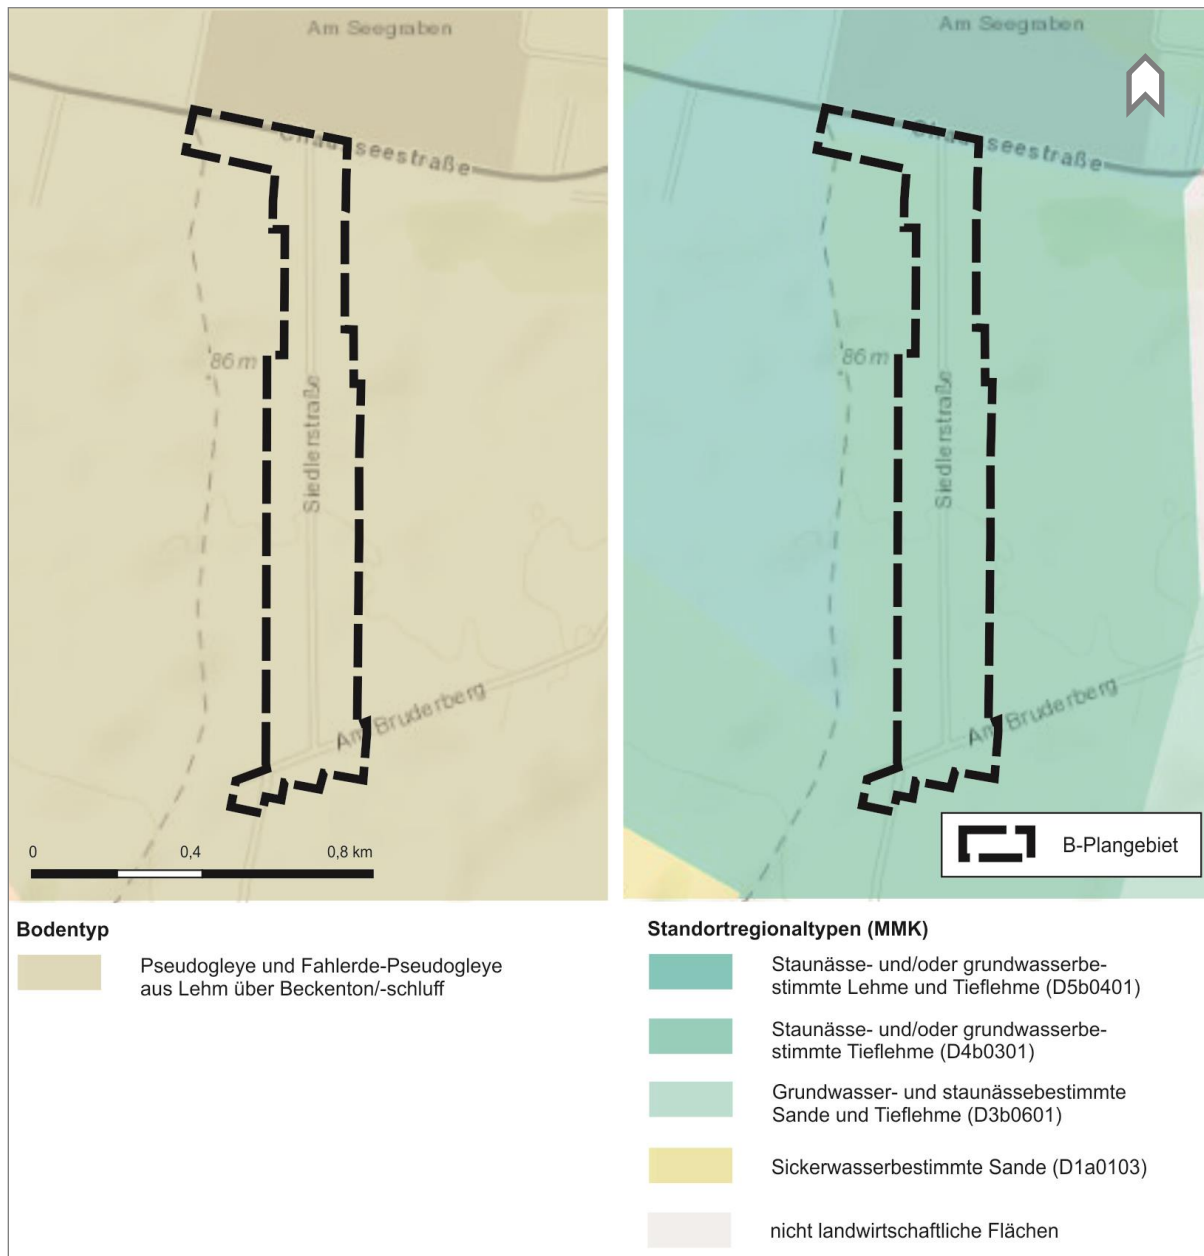 Am Seegraben
Chausseestraße
86 m
Siedlerstraße
Am Bruderberg
0 0,4 0,8 km
Am Seegraben
Chausseestraße
86 m
Siedlerstraße
Am Bruderberg
B-Plangebiet
Bodentyp
Pseudogleye und Fahlerde-Pseudogleye
aus Lehm über Beckenton/-schluff
Standortregionaltypen (MMK)
Staunässe- und/oder grundwasserbe-
stimmte Lehme und Tieflehme (D5b0401)
Staunässe- und/oder grundwasserbe-
stimmte Tieflehme (D4b0301)
Grundwasser- und staunässebestimmte
Sande und Tieflehme (D3b0601)
Sickerwasserbestimmte Sande (D1a0103)
nicht landwirtschaftliche Flächen